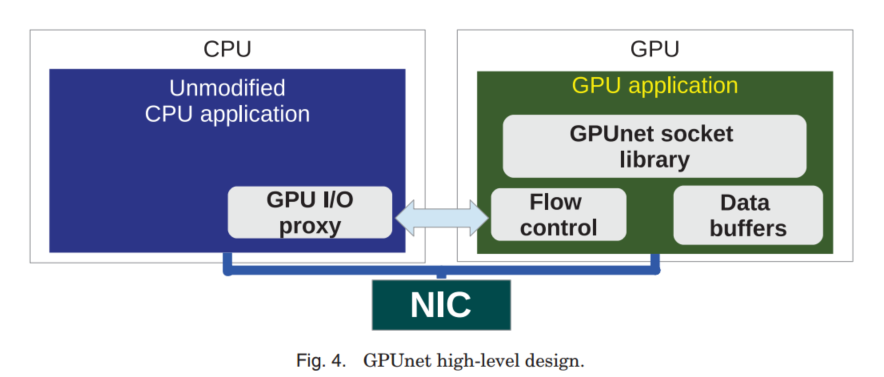 CPU
Unmodified
CPU application
GPU I/O
proxy
GPU
GPU application
GPUnet socket
library
Flow
control
Data
buffers
NIC
Fig. 4. GPUnet high-level design.